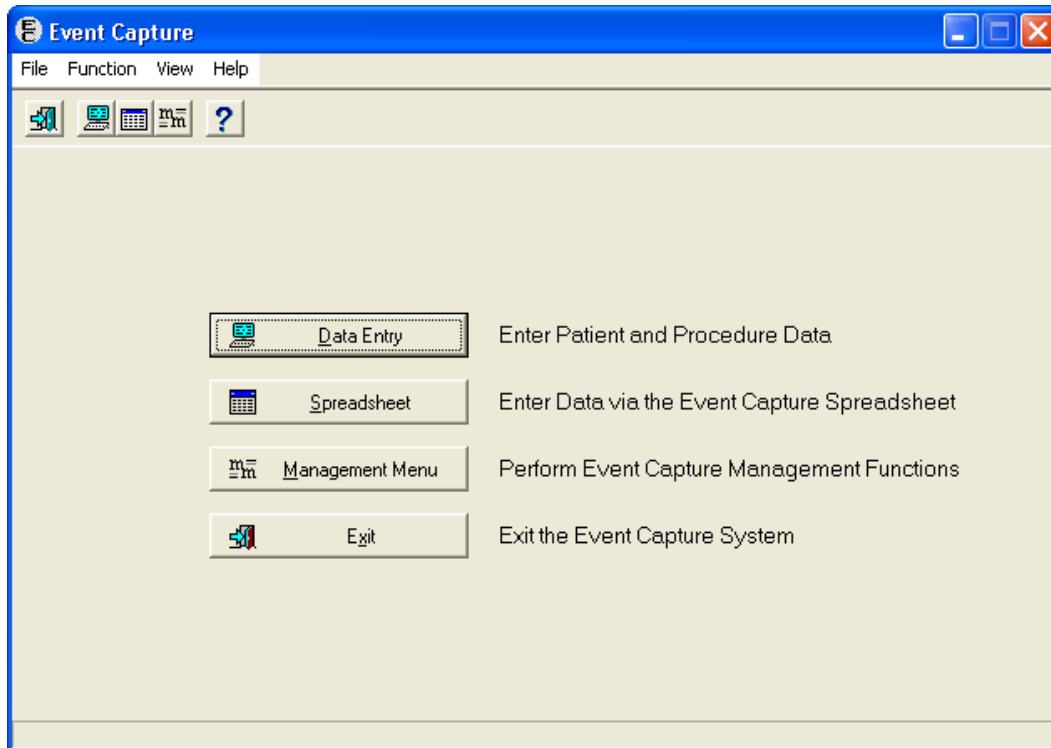 Event Capture
File Function View Help
Data Entry Enter Patient and Procedure Data
Spreadsheet Enter Data via the Event Capture Spreadsheet
Management Menu Perform Event Capture Management Functions
Exit Exit the Event Capture System